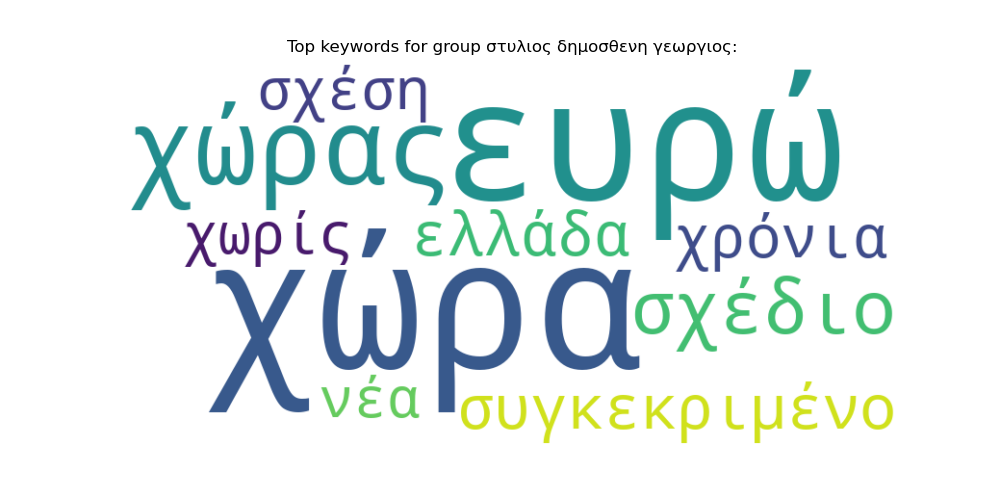 Top keywords for group στυλιος δημοσθενη γεωργιος:
σχέση
χώρας
ευρώ
χωρίς
ελλάδα
χρόνια
χώρα
σχέδιο
νέα
συγκεκριμένο